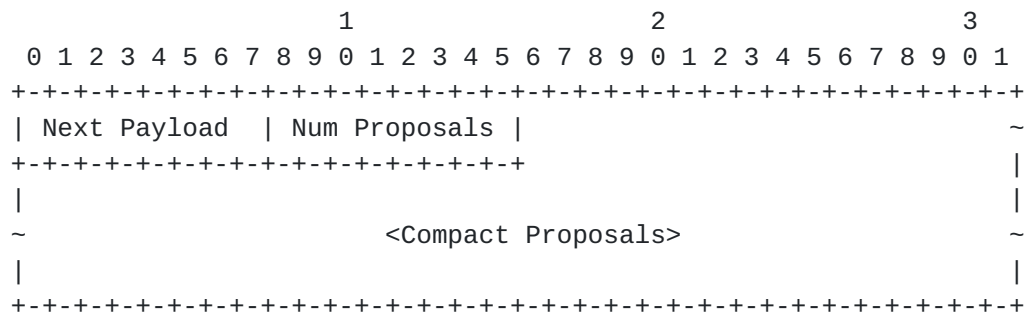 1                   2                   3
 0 1 2 3 4 5 6 7 8 9 0 1 2 3 4 5 6 7 8 9 0 1 2 3 4 5 6 7 8 9 0 1
+-+-+-+-+-+-+-+-+-+-+-+-+-+-+-+-+-+-+-+-+-+-+-+-+-+-+-+-+-+-+-+-+
| Next Payload  | Num Proposals |                               ~
+-+-+-+-+-+-+-+-+-+-+-+-+-+-+-+-+                               |
|                                                               |
~                       <Compact Proposals>                     ~
|                                                               |
+-+-+-+-+-+-+-+-+-+-+-+-+-+-+-+-+-+-+-+-+-+-+-+-+-+-+-+-+-+-+-+-+